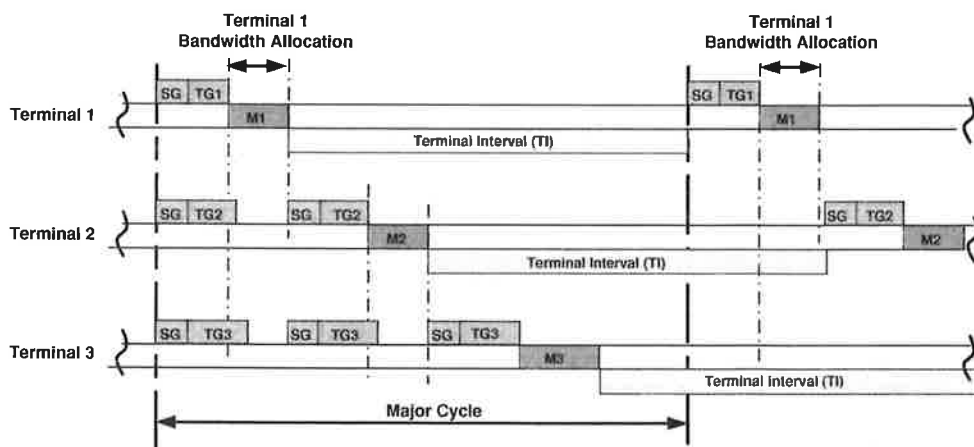 Terminal 1
Bandwidth Allocation
Terminal 1
Bandwidth Allocation
SG TG1
SG TG1
Terminal 1
M1
M1
Terminal Interval (TI)
SG TG2
SG TG2
SG TG2
Terminal 2
M2
M2
Terminal Interval (TI)
SG TG3
SG TG3
SG TG3
Terminal 3
M3
Terminal Interval (TI)
Major Cycle